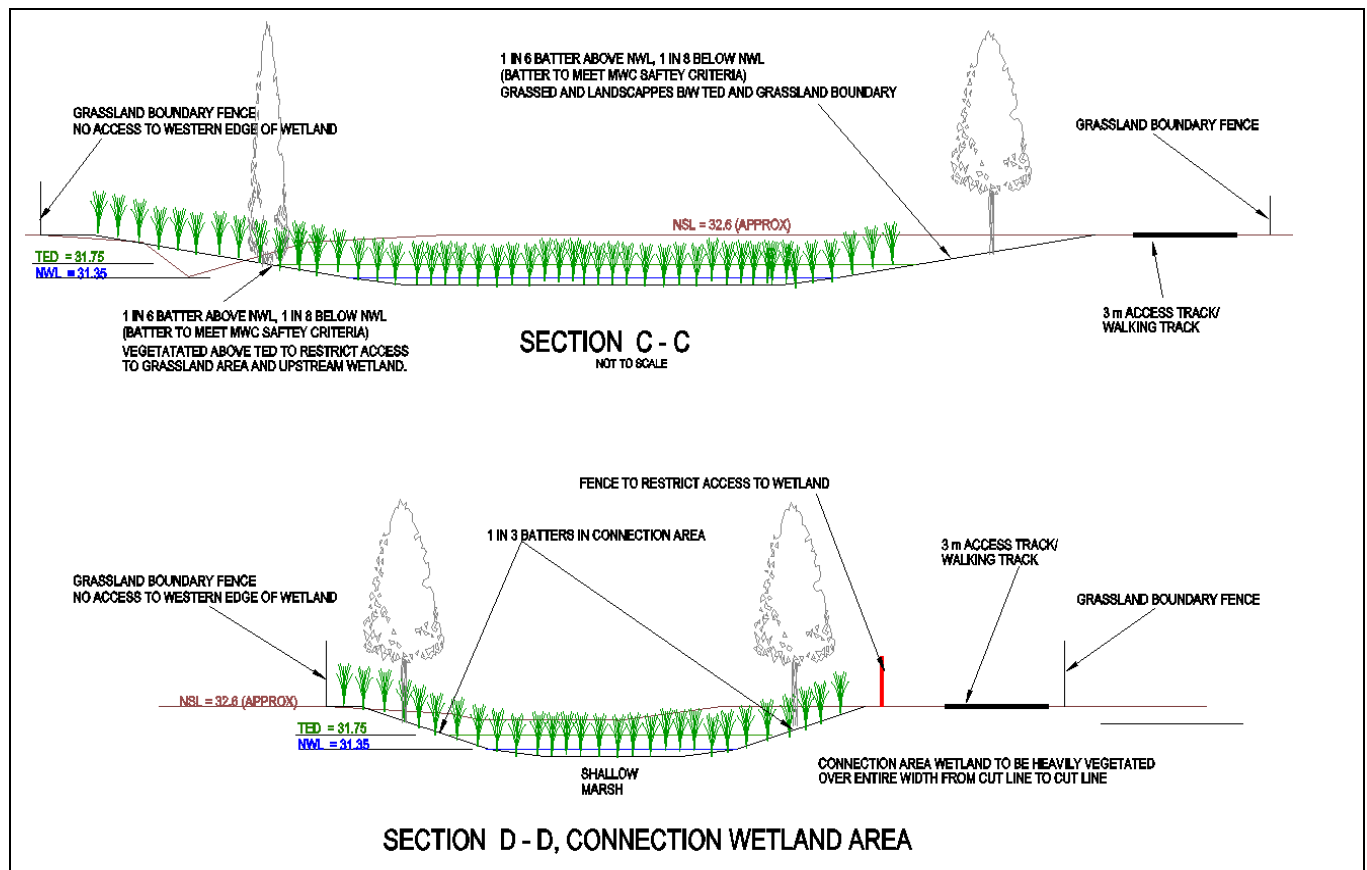 1 IN 6 BATTER ABOVE NWL, 1 IN 8 BELOW NWL
(BATTER TO MEET MWC SAFTEY CRITERIA)
GRASSED AND LANDSCAPPES B/W TED AND GRASSLAND BOUNDARY
GRASSLAND BOUNDARY FENCE
NO ACCESS TO WESTERN EDGE OF WETLAND
GRASSLAND BOUNDARY FENCE
NSL = 32.6 (APPROX)
TED = 31.75
NWL = 31.35
1 IN 6 BATTER ABOVE NWL, 1 IN 8 BELOW NWL
(BATTER TO MEET MWC SAFTEY CRITERIA)
VEGETATATED ABOVE TED TO RESTRICT ACCESS
TO GRASSLAND AREA AND UPSTREAM WETLAND.
3 m ACCESS TRACK/
WALKING TRACK
SECTION C - C
NOT TO SCALE
FENCE TO RESTRICT ACCESS TO WETLAND
1 IN 3 BATTERS IN CONNECTION AREA
3 m ACCESS TRACK/
WALKING TRACK
GRASSLAND BOUNDARY FENCE
NO ACCESS TO WESTERN EDGE OF WETLAND
GRASSLAND BOUNDARY FENCE
NSL = 32.6 (APPROX)
TED = 31.75
NWL = 31.35
SHALLOW
MARSH
CONNECTION AREA WETLAND TO BE HEAVILY VEGETATED
OVER ENTIRE WIDTH FROM CUT LINE TO CUT LINE
SECTION D - D, CONNECTION WETLAND AREA